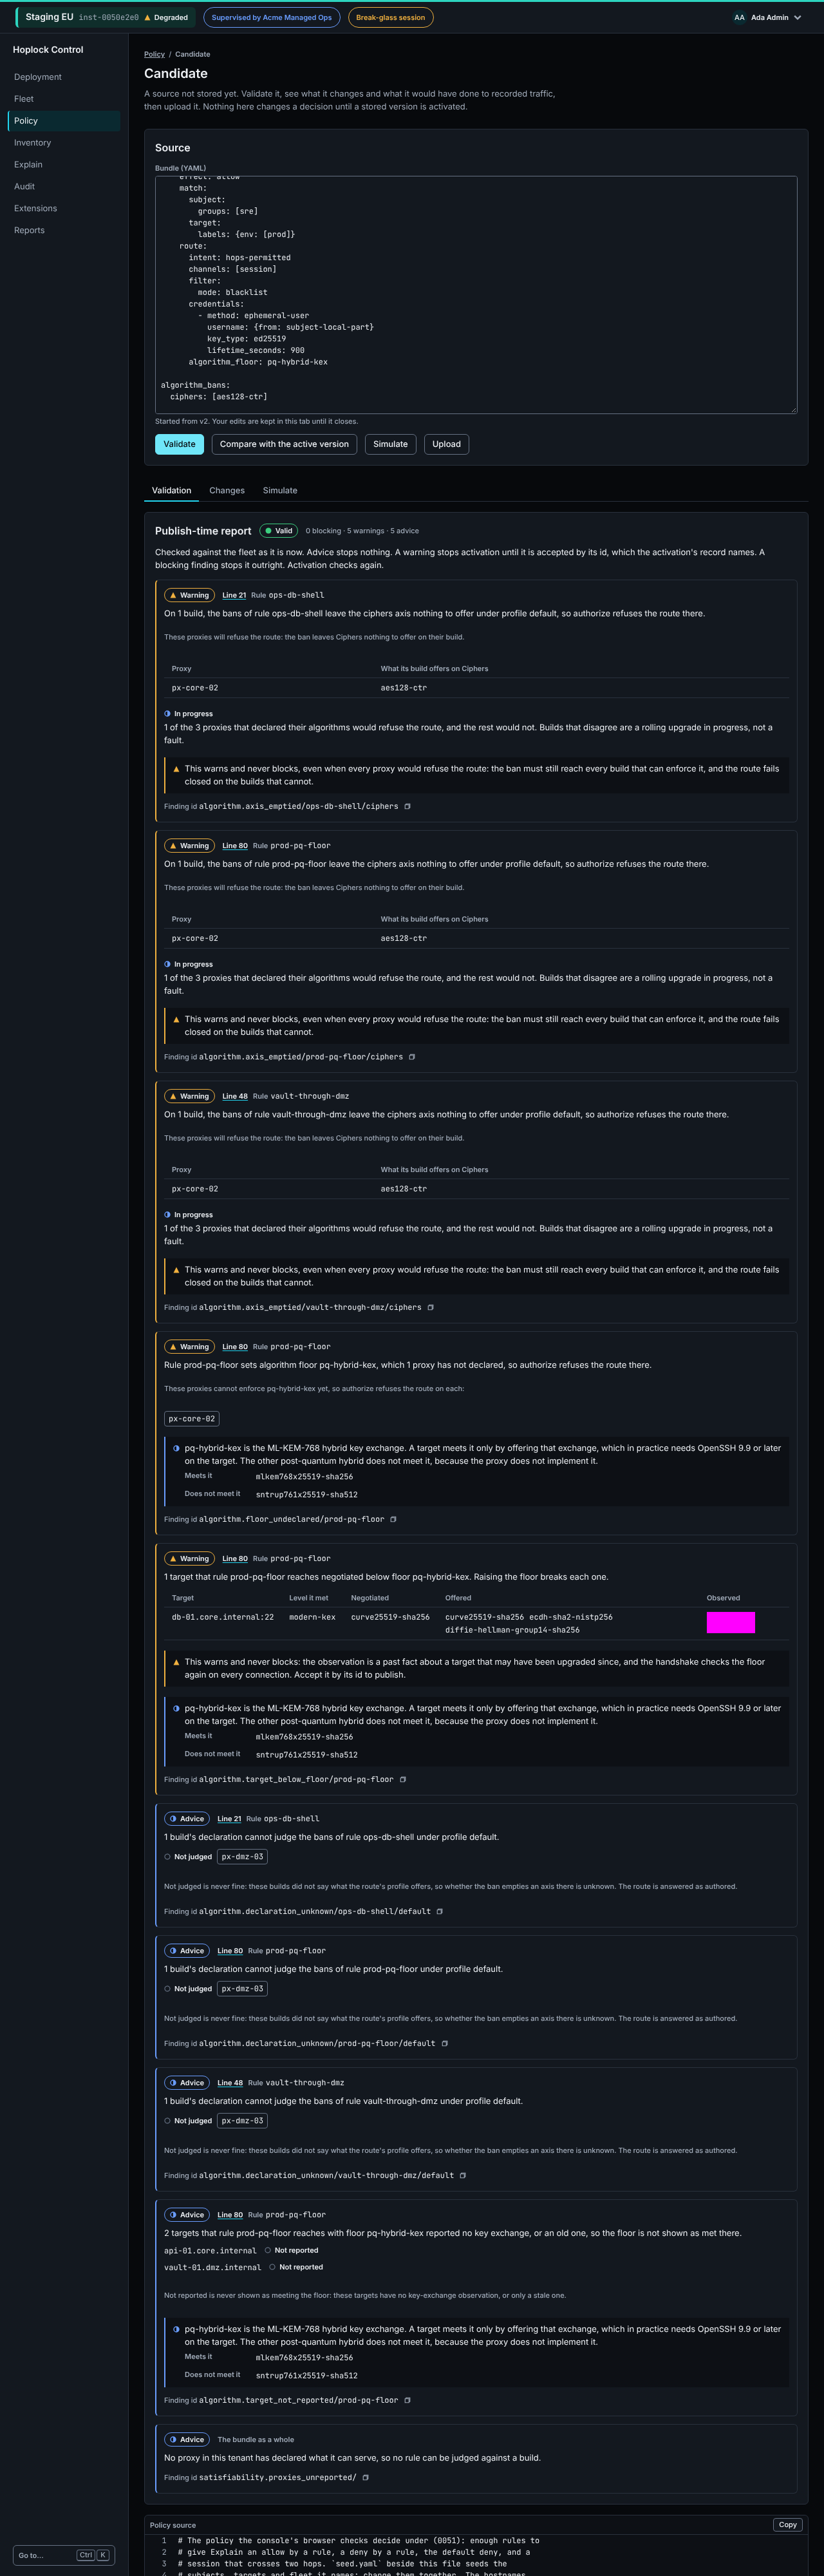 Staging EU inst-0050e2e0 Degraded Supervised by Acme Managed Ops Break-glass session AA Ada Admin
Hoplock Control
Deployment
Fleet
Policy
Inventory
Explain
Audit
Extensions
Reports
Policy / Candidate
Candidate
A source not stored yet. Validate it, see what it changes and what it would have done to recorded traffic,
then upload it. Nothing here changes a decision until a stored version is activated.
Source
Bundle (YAML)
effect: allow
match:
subject:
groups: [sre]
target:
labels: {env: [prod]}
route:
intent: hops-permitted
channels: [session]
filter:
mode: blacklist
credentials:
- method: ephemeral-user
username: {from: subject-local-part}
key_type: ed25519
lifetime_seconds: 900
algorithm_floor: pq-hybrid-kex
algorithm_bans:
ciphers: [aes128-ctr]
Started from v2. Your edits are kept in this tab until it closes.
Validate Compare with the active version Simulate Upload
Validation Changes Simulate
Publish-time report Valid 0 blocking · 5 warnings · 5 advice
Checked against the fleet as it is now. Advice stops nothing. A warning stops activation until it is accepted by its id, which the activation's record names. A
blocking finding stops it outright. Activation checks again.
Warning Line 21 Rule ops-db-shell
On 1 build, the bans of rule ops-db-shell leave the ciphers axis nothing to offer under profile default, so authorize refuses the route there.
These proxies will refuse the route: the ban leaves Ciphers nothing to offer on their build.
Proxy What its build offers on Ciphers
px-core-02 aes128-ctr
In progress
1 of the 3 proxies that declared their algorithms would refuse the route, and the rest would not. Builds that disagree are a rolling upgrade in progress, not a
fault.
This warns and never blocks, even when every proxy would refuse the route: the ban must still reach every build that can enforce it, and the route fails
closed on the builds that cannot.
Finding id algorithm.axis_emptied/ops-db-shell/ciphers
Warning Line 80 Rule prod-pq-floor
On 1 build, the bans of rule prod-pq-floor leave the ciphers axis nothing to offer under profile default, so authorize refuses the route there.
These proxies will refuse the route: the ban leaves Ciphers nothing to offer on their build.
Proxy What its build offers on Ciphers
px-core-02 aes128-ctr
In progress
1 of the 3 proxies that declared their algorithms would refuse the route, and the rest would not. Builds that disagree are a rolling upgrade in progress, not a
fault.
This warns and never blocks, even when every proxy would refuse the route: the ban must still reach every build that can enforce it, and the route fails
closed on the builds that cannot.
Finding id algorithm.axis_emptied/prod-pq-floor/ciphers
Warning Line 48 Rule vault-through-dmz
On 1 build, the bans of rule vault-through-dmz leave the ciphers axis nothing to offer under profile default, so authorize refuses the route there.
These proxies will refuse the route: the ban leaves Ciphers nothing to offer on their build.
Proxy What its build offers on Ciphers
px-core-02 aes128-ctr
In progress
1 of the 3 proxies that declared their algorithms would refuse the route, and the rest would not. Builds that disagree are a rolling upgrade in progress, not a
fault.
This warns and never blocks, even when every proxy would refuse the route: the ban must still reach every build that can enforce it, and the route fails
closed on the builds that cannot.
Finding id algorithm.axis_emptied/vault-through-dmz/ciphers
Warning Line 80 Rule prod-pq-floor
Rule prod-pq-floor sets algorithm floor pq-hybrid-kex, which 1 proxy has not declared, so authorize refuses the route there.
These proxies cannot enforce pq-hybrid-kex yet, so authorize refuses the route on each:
px-core-02
pq-hybrid-kex is the ML-KEM-768 hybrid key exchange. A target meets it only by offering that exchange, which in practice needs OpenSSH 9.9 or later
on the target. The other post-quantum hybrid does not meet it, because the proxy does not implement it.
Meets it mlkem768x25519-sha256
Does not meet it sntrup761x25519-sha512
Finding id algorithm.floor_undeclared/prod-pq-floor
Warning Line 80 Rule prod-pq-floor
1 target that rule prod-pq-floor reaches negotiated below floor pq-hybrid-kex. Raising the floor breaks each one.
Target Level it met Negotiated Offered Observed
db-01.core.internal:22 modern-kex curve25519-sha256 curve25519-sha256 ecdh-sha2-nistp256
diffie-hellman-group14-sha256
This warns and never blocks: the observation is a past fact about a target that may have been upgraded since, and the handshake checks the floor
again on every connection. Accept it by its id to publish.
pq-hybrid-kex is the ML-KEM-768 hybrid key exchange. A target meets it only by offering that exchange, which in practice needs OpenSSH 9.9 or later
on the target. The other post-quantum hybrid does not meet it, because the proxy does not implement it.
Meets it mlkem768x25519-sha256
Does not meet it sntrup761x25519-sha512
Finding id algorithm.target_below_floor/prod-pq-floor
Advice Line 21 Rule ops-db-shell
1 build's declaration cannot judge the bans of rule ops-db-shell under profile default.
Not judged px-dmz-03
Not judged is never fine: these builds did not say what the route's profile offers, so whether the ban empties an axis there is unknown. The route is answered as authored.
Finding id algorithm.declaration_unknown/ops-db-shell/default
Advice Line 80 Rule prod-pq-floor
1 build's declaration cannot judge the bans of rule prod-pq-floor under profile default.
Not judged px-dmz-03
Not judged is never fine: these builds did not say what the route's profile offers, so whether the ban empties an axis there is unknown. The route is answered as authored.
Finding id algorithm.declaration_unknown/prod-pq-floor/default
Advice Line 48 Rule vault-through-dmz
1 build's declaration cannot judge the bans of rule vault-through-dmz under profile default.
Not judged px-dmz-03
Not judged is never fine: these builds did not say what the route's profile offers, so whether the ban empties an axis there is unknown. The route is answered as authored.
Finding id algorithm.declaration_unknown/vault-through-dmz/default
Advice Line 80 Rule prod-pq-floor
2 targets that rule prod-pq-floor reaches with floor pq-hybrid-kex reported no key exchange, or an old one, so the floor is not shown as met there.
api-01.core.internal Not reported
vault-01.dmz.internal Not reported
Not reported is never shown as meeting the floor: these targets have no key-exchange observation, or only a stale one.
pq-hybrid-kex is the ML-KEM-768 hybrid key exchange. A target meets it only by offering that exchange, which in practice needs OpenSSH 9.9 or later
on the target. The other post-quantum hybrid does not meet it, because the proxy does not implement it.
Meets it mlkem768x25519-sha256
Does not meet it sntrup761x25519-sha512
Finding id algorithm.target_not_reported/prod-pq-floor
Advice The bundle as a whole
No proxy in this tenant has declared what it can serve, so no rule can be judged against a build.
Finding id satisfiability.proxies_unreported/
Policy source Copy
1 # The policy the console's browser checks decide under (0051): enough rules to
2 # give Explain an allow by a rule, a deny by a rule, the default deny, and a
3 # session that crosses two hops. `seed.yaml` beside this file seeds the
4 # subjects, targets and fleet it names; change them together. The hostnames
Go to... Ctrl K